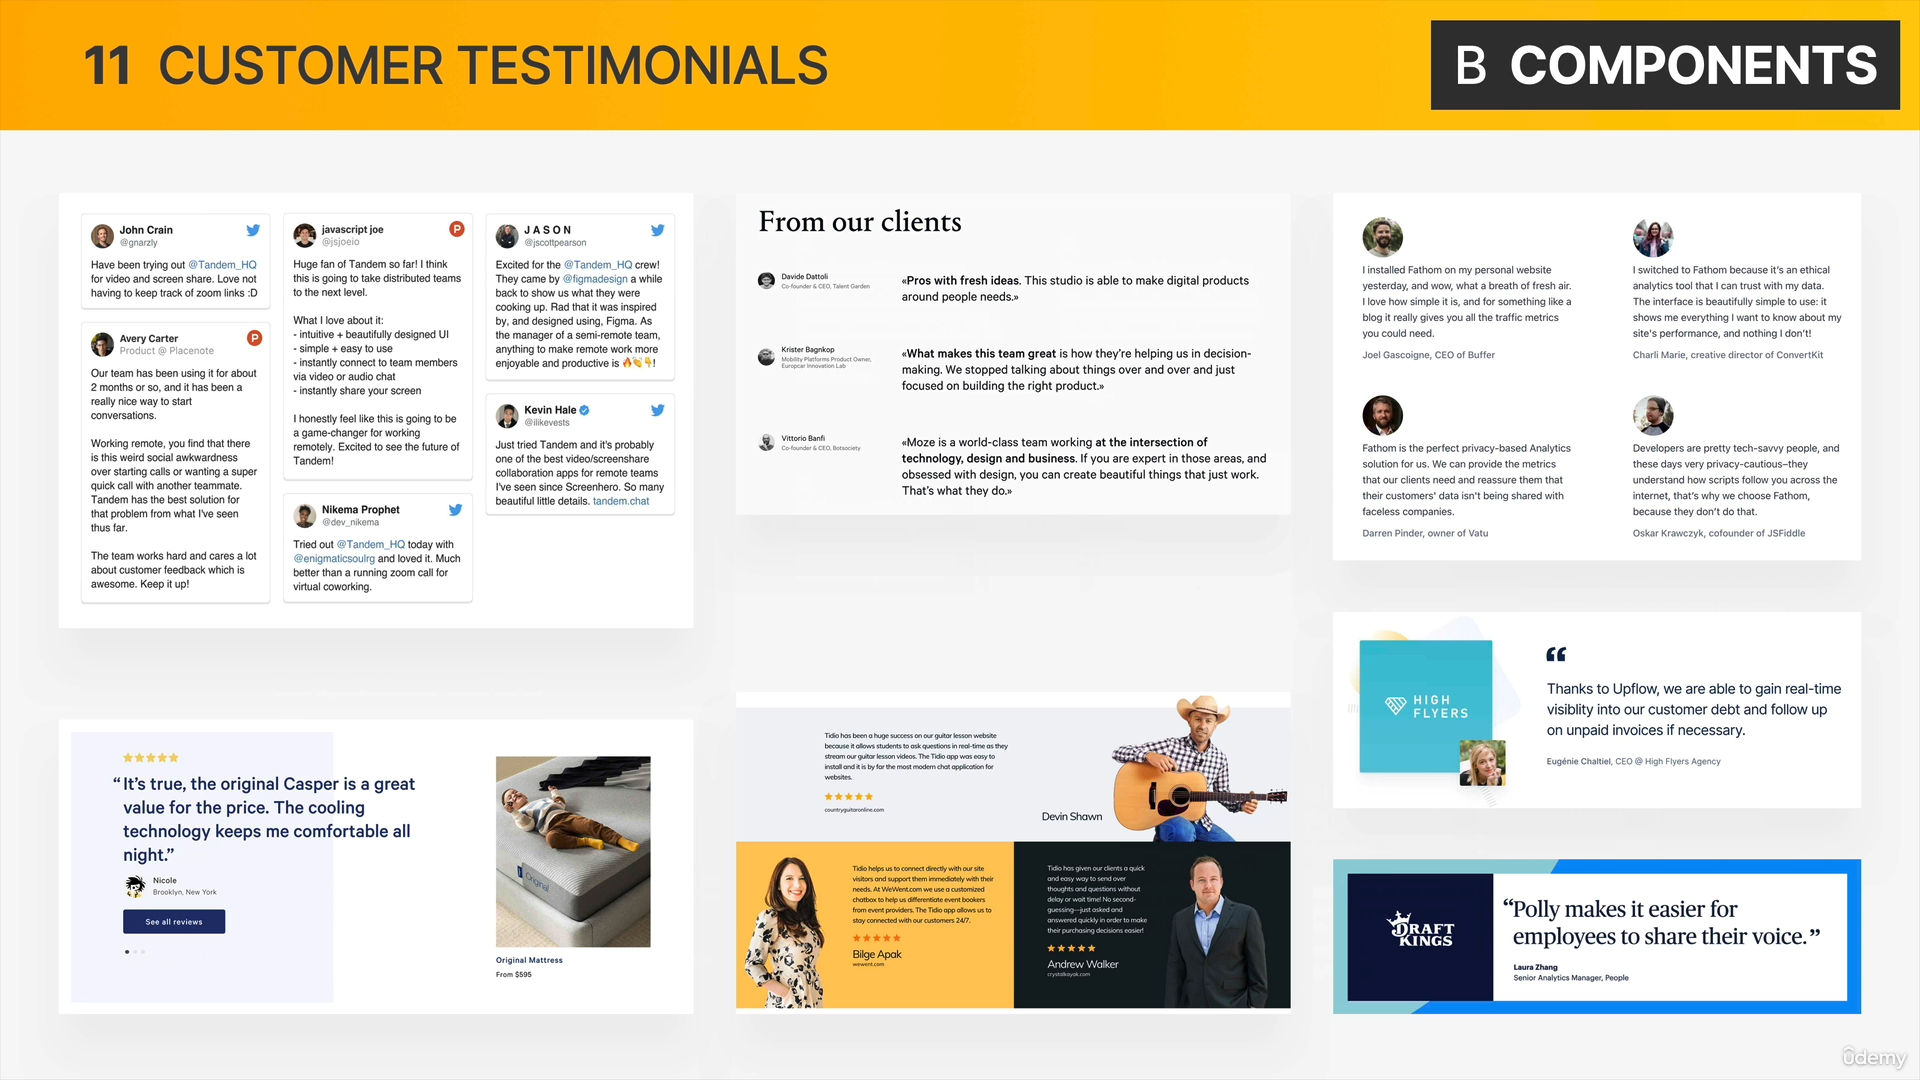 11 CUSTOMER TESTIMONIALS
B COMPONENTS
John Crain
@gnarzly
Have been trying out @Tandem_HQ
for video and screen share. Love not
having to keep track of zoom links :D
Avery Carter
Product @ Placenote
Our team has been using it for about
2 months or so, and it has been a
really nice way to start
conversations.
Working remote, you find that there
is this weird social awkwardness
over starting calls or wanting a super
quick call with another teammate.
Tandem has the best solution for
that problem from what I've seen
thus far.
The team works hard and cares a lot
about customer feedback which is
awesome. Keep it up!
javascript joe
@jsjoeio
P
Huge fan of Tandem so far! I think
this is going to take distributed teams
to the next level.
What I love about it:
- intuitive + beautifully designed UI
- simple + easy to use
- instantly connect to team members
via video or audio chat
- instantly share your screen
I honestly feel like this is going to be
a game-changer for working
remotely. Excited to see the future of
Tandem!
Nikema Prophet
@dev_nikema
Tried out @Tandem_HQ today with
@enigmaticsoulrg and loved it. Much
better than a running zoom call for
virtual coworking.
J A S O N
@jscottpearson
Excited for the @Tandem_HQ crew!
They came by @figmadesign a while
back to show us what they were
cooking up. Rad that it was inspired
by, and designed using, Figma. As
the manager of a semi-remote team,
anything to make remote work more
enjoyable and productive is 🔥👏👇!
Kevin Hale
@ilikevests
Just tried Tandem and it's probably
one of the best video/screenshare
collaboration apps for remote teams
I've seen since Screenhero. So many
beautiful little details. tandem.chat
From our clients
Davide Dattoli
Co-founder & CEO, Talent Garden
«Pros with fresh ideas. This studio is able to make digital products
around people needs.»
Krister Bagnkop
Mobility Platforms Product Owner,
Europcar Innovation Lab
«What makes this team great is how they're helping us in decision-
making. We stopped talking about things over and over and just
focused on building the right product.»
Vittorio Banfi
Co-founder & CEO, Botsociety
«Moze is a world-class team working at the intersection of
technology, design and business. If you are expert in those areas, and
obsessed with design, you can create beautiful things that just work.
That's what they do.»
I installed Fathom on my personal website
yesterday, and wow, what a breath of fresh air.
I love how simple it is, and for something like a
blog it really gives you all the traffic metrics
you could need.
Joel Gascoigne, CEO of Buffer
I switched to Fathom because it's an ethical
analytics tool that I can trust with my data.
The interface is beautifully simple to use: it
shows me everything I want to know about my
site's performance, and nothing I don't!
Charli Marie, creative director of ConvertKit
Fathom is the perfect privacy-based Analytics
solution for us. We can provide the metrics
that our clients need and reassure them that
their customers' data isn't being shared with
faceless companies.
Darren Pinder, owner of Vatu
Developers are pretty tech-savvy people, and
these days very privacy-cautious–they
understand how scripts follow you across the
internet, that's why we choose Fathom,
because they don't do that.
Oskar Krawczyk, cofounder of JSFiddle
HIGH
FLYERS
“
Thanks to Upflow, we are able to gain real-time
visiblity into our customer debt and follow up
on unpaid invoices if necessary.
Eugénie Chaltiel, CEO @ High Flyers Agency
“It's true, the original Casper is a great
value for the price. The cooling
technology keeps me comfortable all
night.”
Nicole
Brooklyn, New York
See all reviews
Original
Original Mattress
From $595
Tidio has been a huge success on our guitar lesson website
because it allows students to ask questions in real-time as they
stream our guitar lesson videos. The Tidio app was easy to
install and it is by far the most modern chat application for
websites.
countryguitaronline.com
Devin Shawn
Tidio helps us to connect directly with our site
visitors and support them immediately with their
needs. At WeWent.com we use a customized
chatbox to help us differentiate event bookers
from event providers. The Tidio app allows us to
stay connected with our customers 24/7.
Bilge Apak
wewent.com
Tidio has given our clients a quick
and easy way to send over
thoughts and questions without
delay or wait time! No second-
guessing—just asked and
answered quickly in order to make
their purchasing decisions easier!
Andrew Walker
crystalkayak.com
DRAFT
KINGS
“Polly makes it easier for
employees to share their voice.”
Laura Zhang
Senior Analytics Manager, People
ûdemy